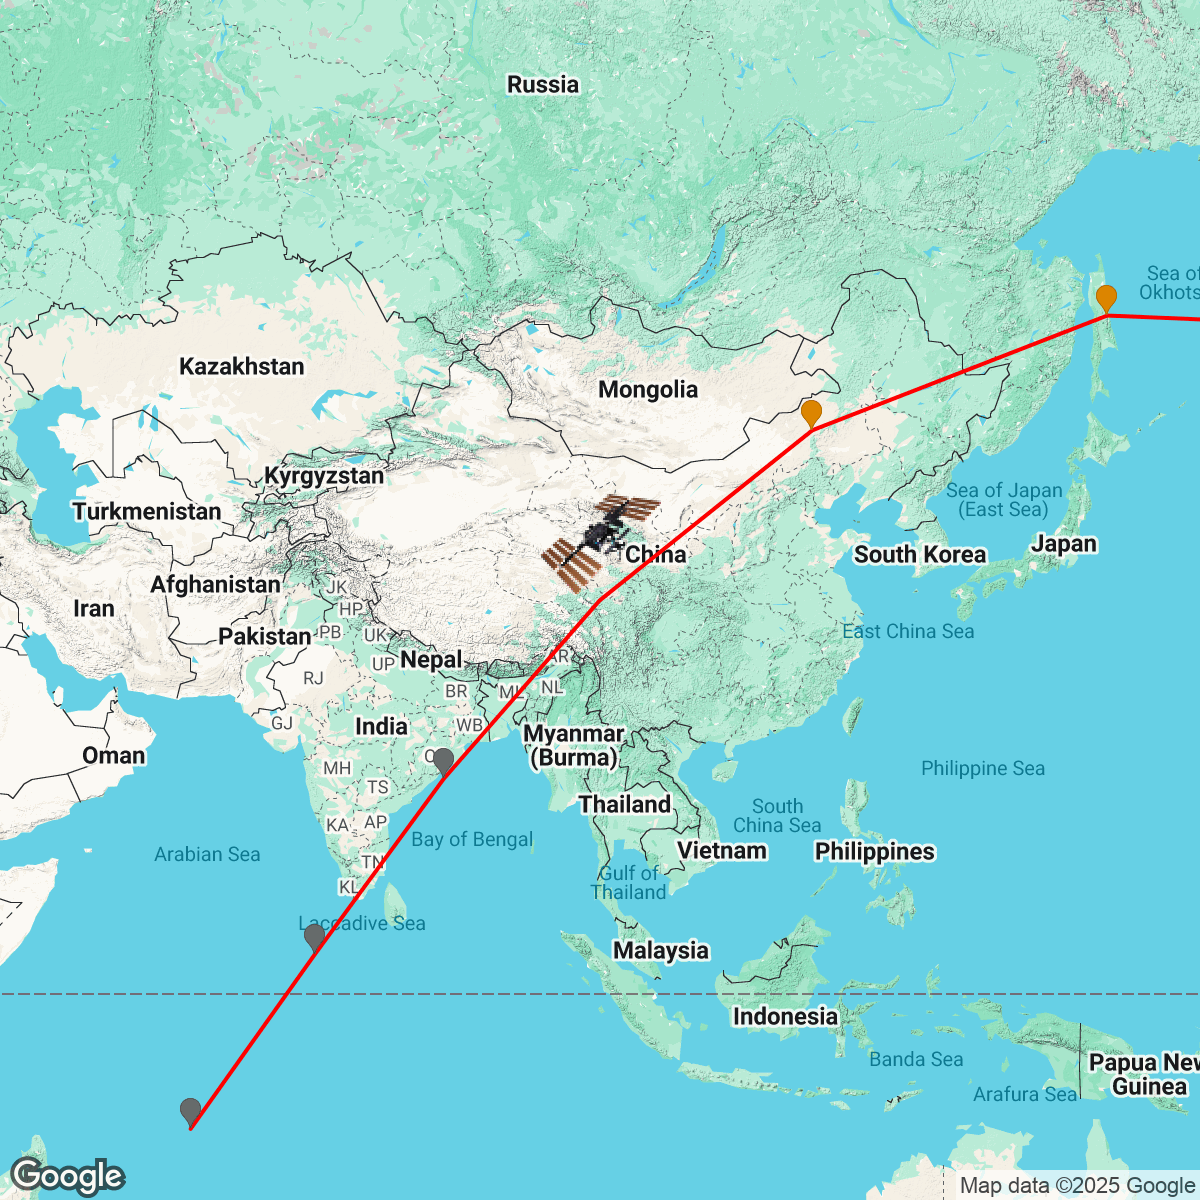 Russia
Sea of
Okhots
Kazakhstan
Mongolia
Kyrgyzstan
Turkmenistan
Sea of Japan
(East Sea)
China
South Korea
Japan
Afghanistan
JK
Iran
HP
Pakistan
PB
UK
East China Sea
UP
Nepal
AR
RJ
BR
ML
NL
GJ
India
WB
Myanmar
(Burma)
Oman
MH
Philippine Sea
TS
Thailand
South
China Sea
KA
AP
Bay of Bengal
Vietnam
Philippines
Arabian Sea
TN
Gulf of
Thailand
KL
Laccadive Sea
Malaysia
Indonesia
Banda Sea
Papua New
Guinea
Arafura Sea
Google
Map data ©2025 Google